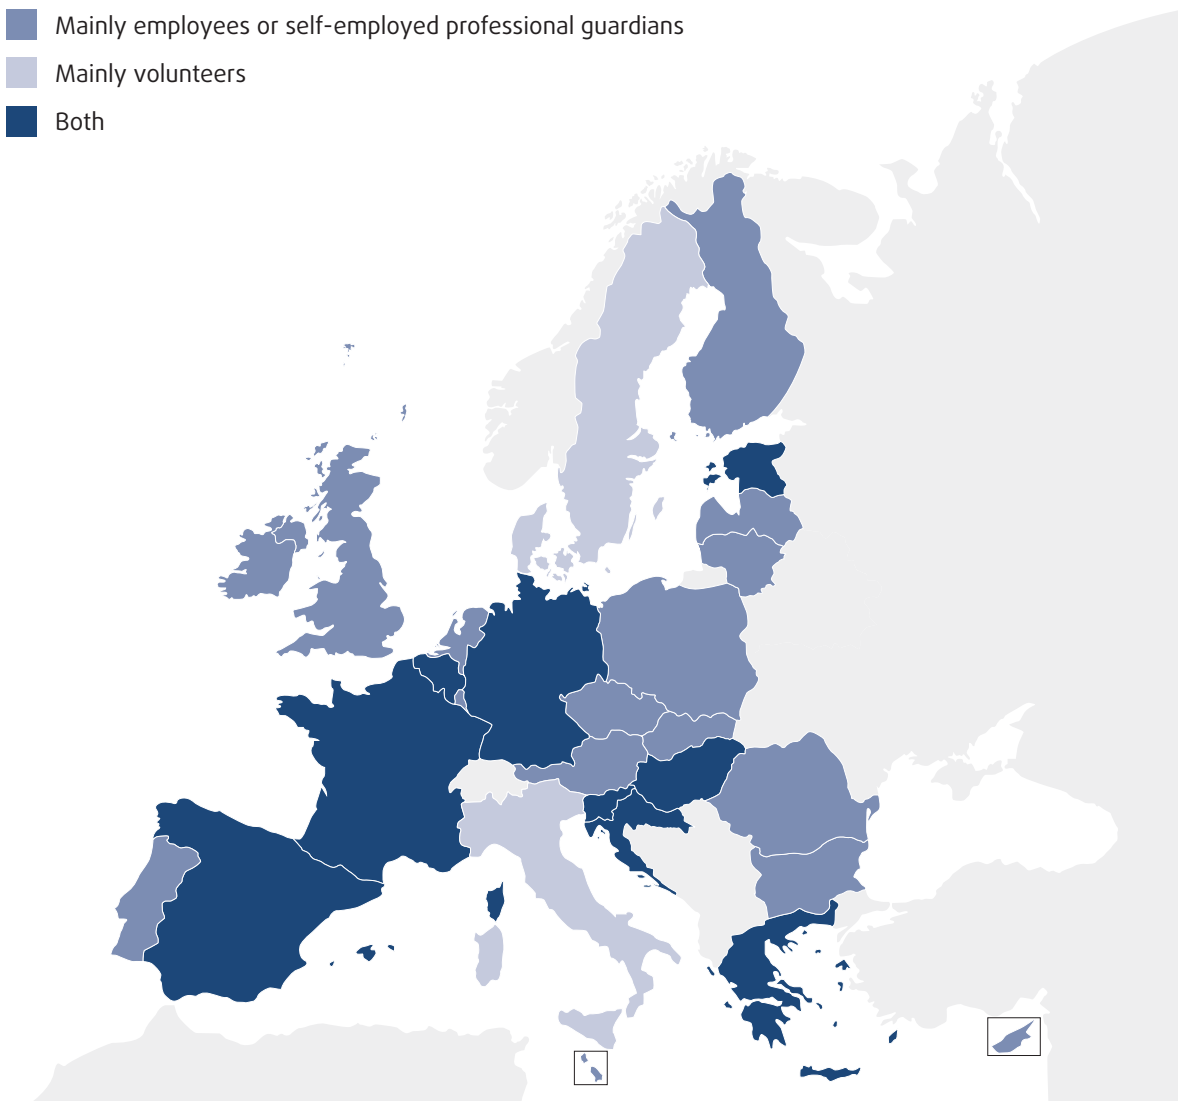 Mainly employees or self-employed professional guardians
Mainly volunteers
Both